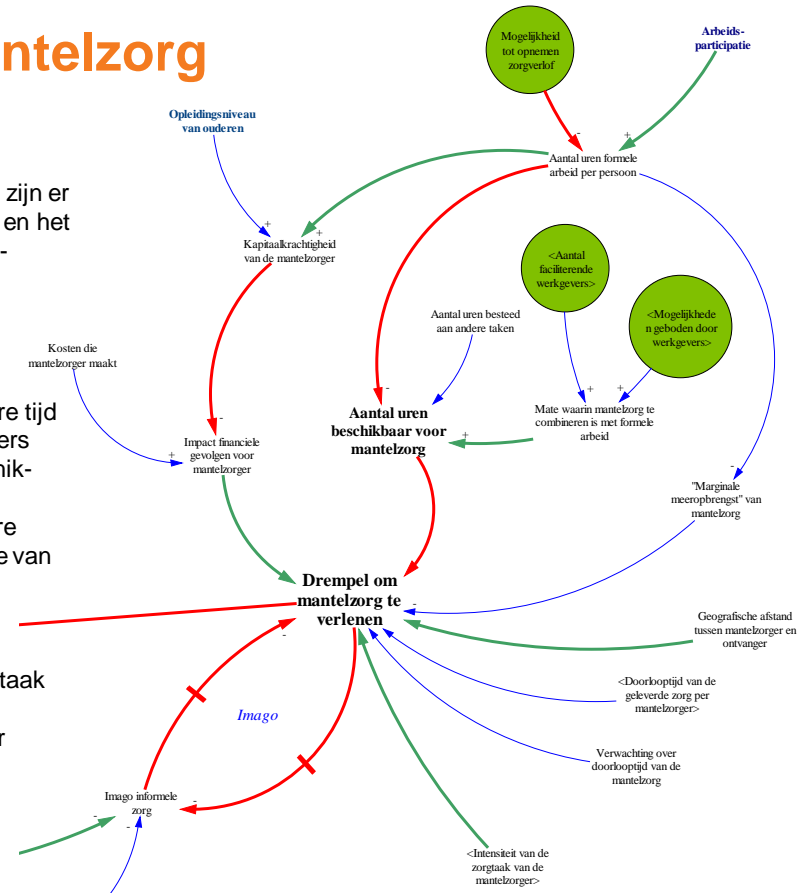 ntelzorg
zijn er
en het
-
re tijd
ers
nik-
re
e van
taak
r
Mogelijkheid
tot opnemen
zorgverlof
Arbeids-
participatie
Opleidingsniveau
van ouderen
-
+
Aantal uren formele
arbeid per persoon
+
+
Kapitaalkrachtigheid
van de mantelzorger
<Aantal
faciliterende
werkgevers>
<Mogelijkhede
n geboden door
werkgevers>
Aantal uren besteed
aan andere taken
Kosten die
mantelzorger maakt
-
-
+
+
Aantal uren
beschikbaar voor
mantelzorg
+
Mate waarin mantelzorg te
combineren is met formele
arbeid
+
Impact financiele
gevolgen voor
mantelzorger
-
"Marginale
meeropbrengst" van
mantelzorg
Drempel om
mantelzorg te
verlenen
-
-
-
Geografische afstand
tussen mantelzorger en
ontvanger
<Doorlooptijd van de
geleverde zorg per
mantelzorger>
Imago
Verwachting over
doorlooptijd van de
mantelzorg
Imago informele
zorg
-
-
-
<Intensiteit van de
zorgtaak van de
mantelzorger>